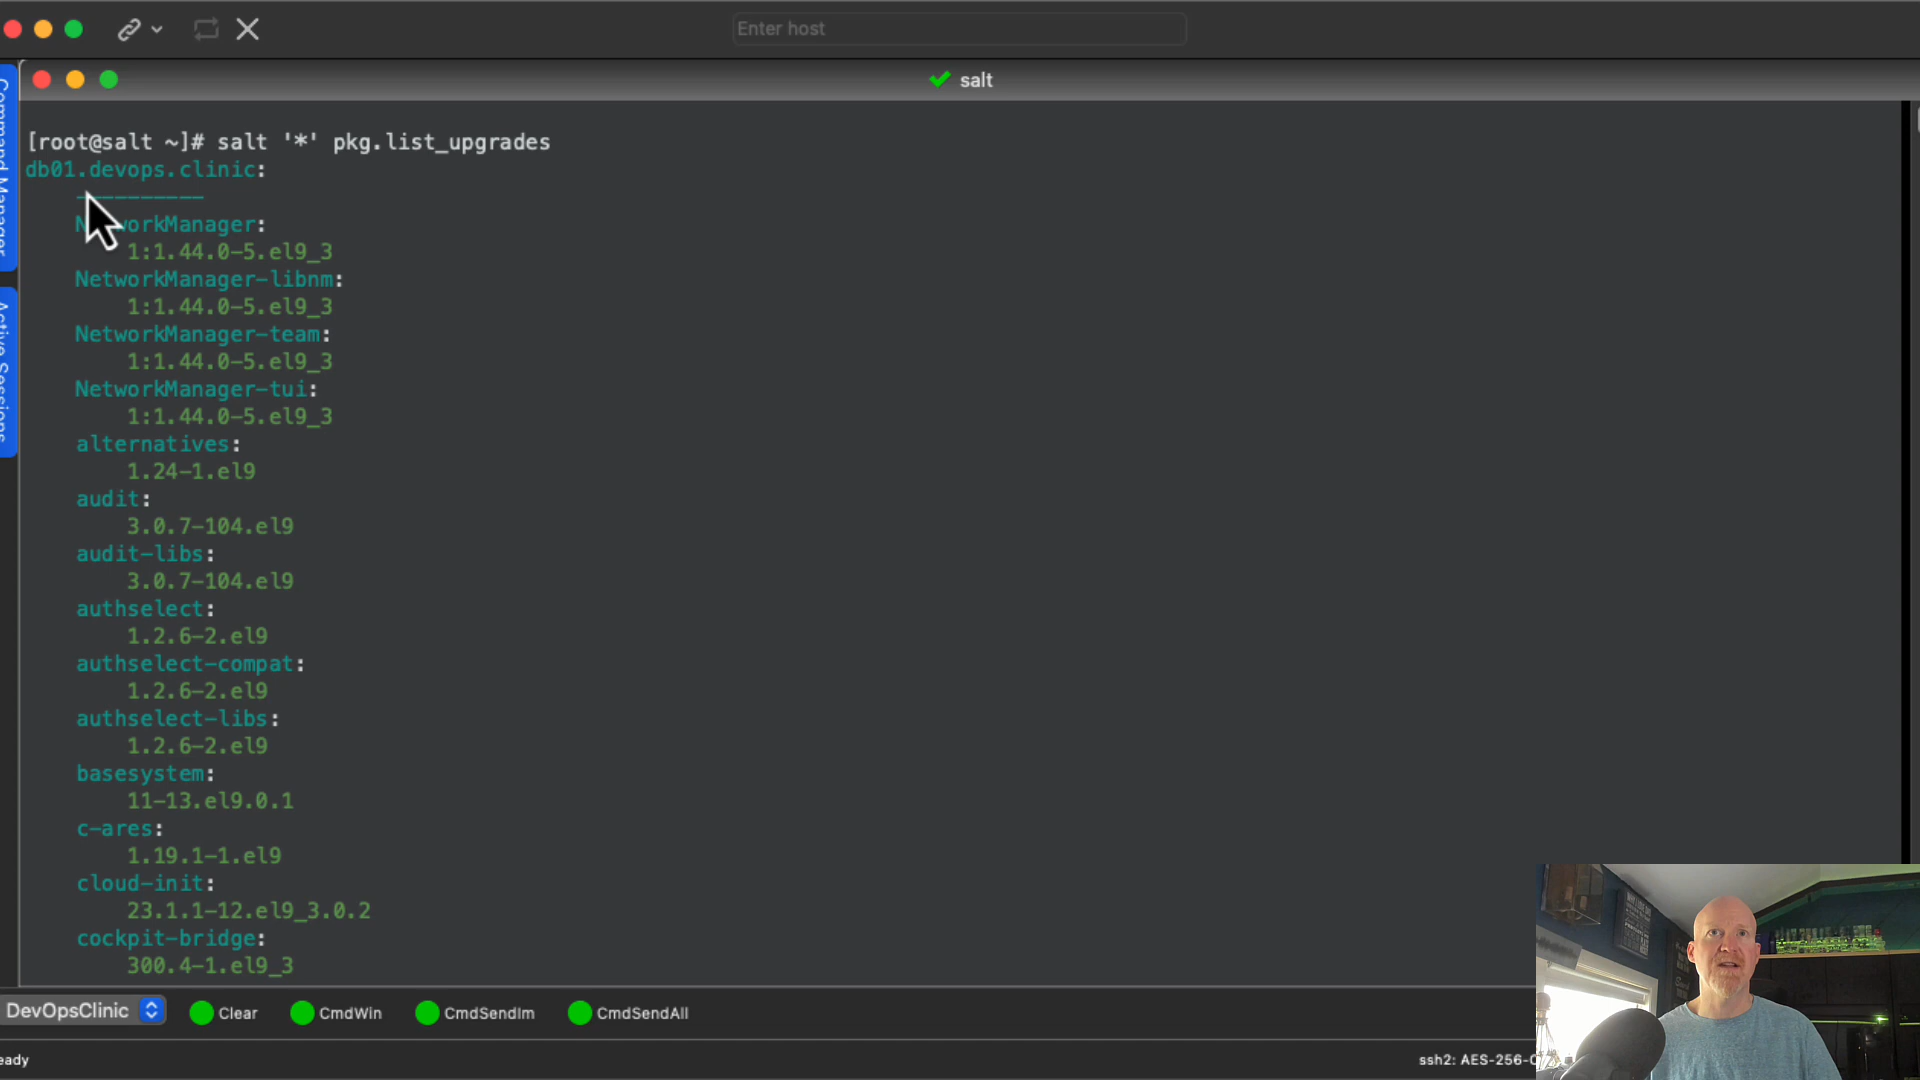 Enter host
salt
Command Manager
Active Sessions
[root@salt ~]# salt '*' pkg.list_upgrades
db01.devops.clinic:
----------
NetworkManager:
1:1.44.0-5.el9_3
NetworkManager-libnm:
1:1.44.0-5.el9_3
NetworkManager-team:
1:1.44.0-5.el9_3
NetworkManager-tui:
1:1.44.0-5.el9_3
alternatives:
1.24-1.el9
audit:
3.0.7-104.el9
audit-libs:
3.0.7-104.el9
authselect:
1.2.6-2.el9
authselect-compat:
1.2.6-2.el9
authselect-libs:
1.2.6-2.el9
basesystem:
11-13.el9.0.1
c-ares:
1.19.1-1.el9
cloud-init:
23.1.1-12.el9_3.0.2
cockpit-bridge:
300.4-1.el9_3
DevOpsClinic Clear CmdWin CmdSendIm CmdSendAll
eady
ssh2: AES-256-C